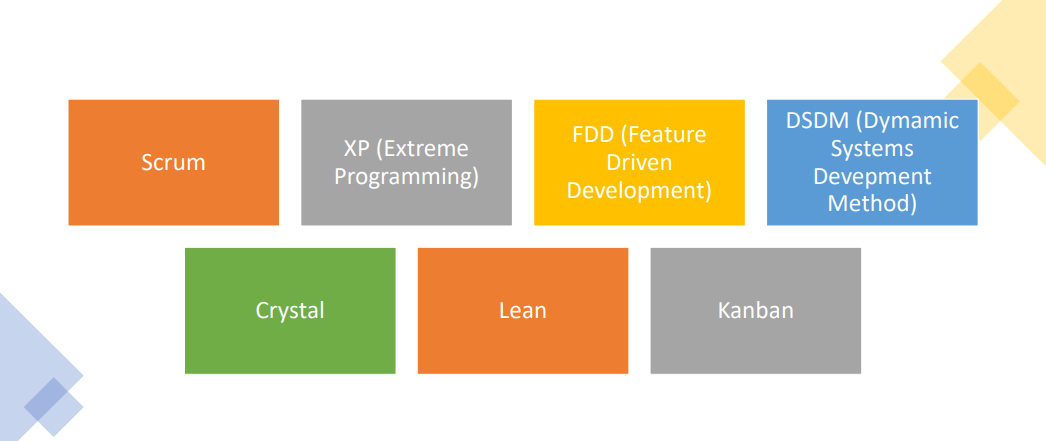 Scrum
XP (Extreme
Programming)
FDD (Feature
Driven
Development)
DSDM (Dymamic
Systems
Devepment
Method)
Crystal
Lean
Kanban